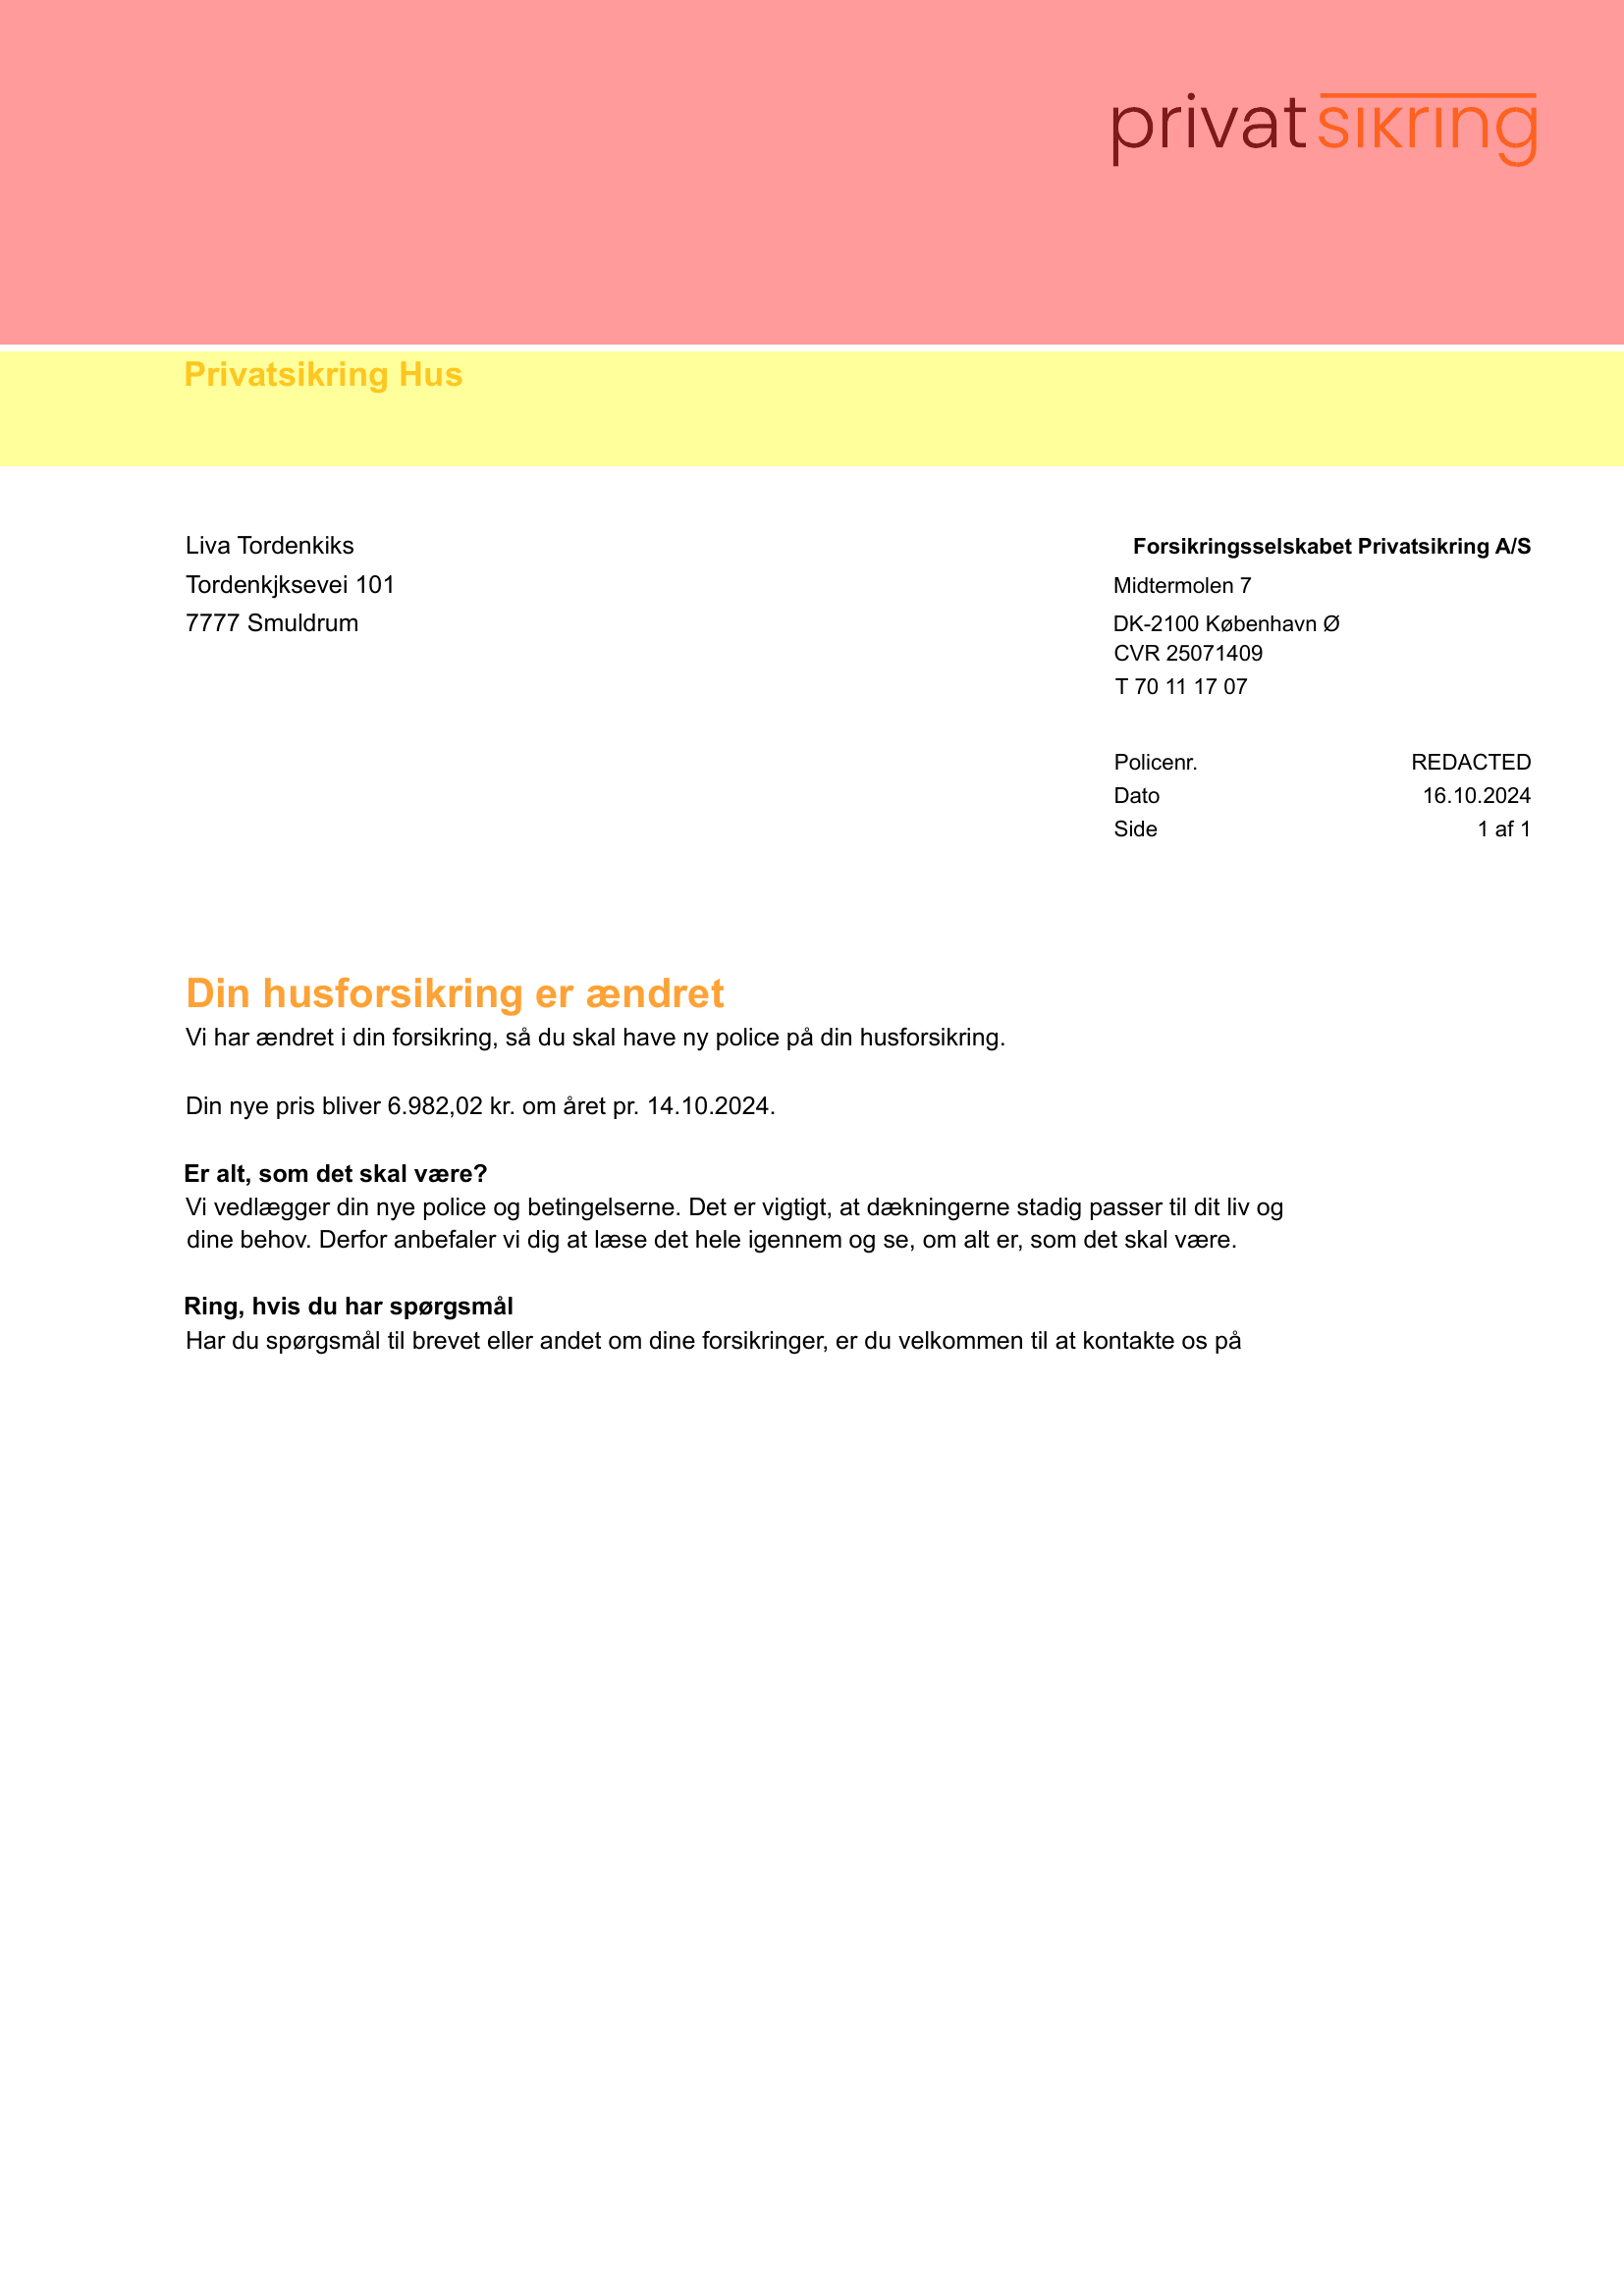 privatsikring
Privatsikring Hus
Liva Tordenkiks
Tordenkjksevei 101
7777 Smuldrum
Forsikringsselskabet Privatsikring A/S
Midtermolen 7
DK-2100 København Ø
CVR 25071409
T 70 11 17 07
Policenr. REDACTED
Dato 16.10.2024
Side 1 af 1
Din husforsikring er ændret
Vi har ændret i din forsikring, så du skal have ny police på din husforsikring.
Din nye pris bliver 6.982,02 kr. om året pr. 14.10.2024.
Er alt, som det skal være?
Vi vedlægger din nye police og betingelserne. Det er vigtigt, at dækningerne stadig passer til dit liv og
dine behov. Derfor anbefaler vi dig at læse det hele igennem og se, om alt er, som det skal være.
Ring, hvis du har spørgsmål
Har du spørgsmål til brevet eller andet om dine forsikringer, er du velkommen til at kontakte os på